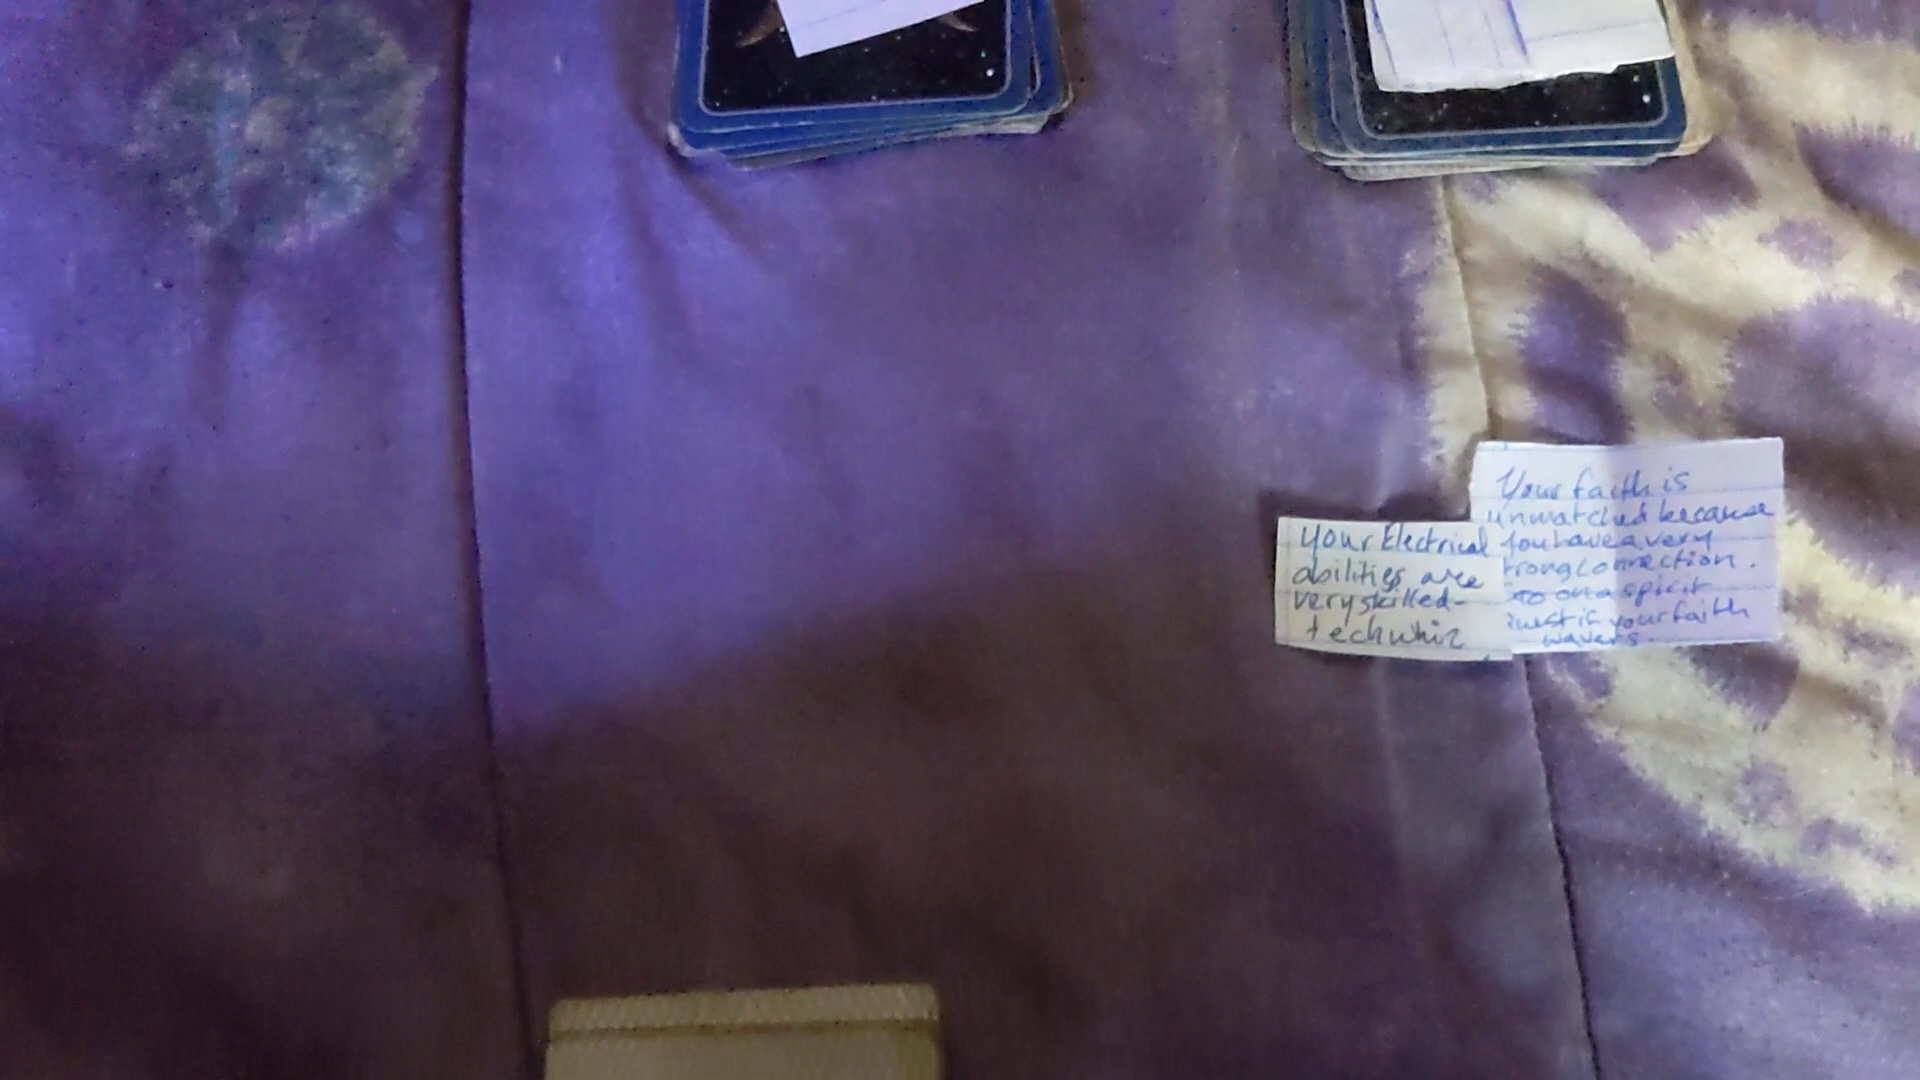 Your Electrical
abilities are
very skilled-
tech whiz
Your faith is
unmatched because
you have a very
trong connection.
Go on a spirit
quest if your faith
wavers.